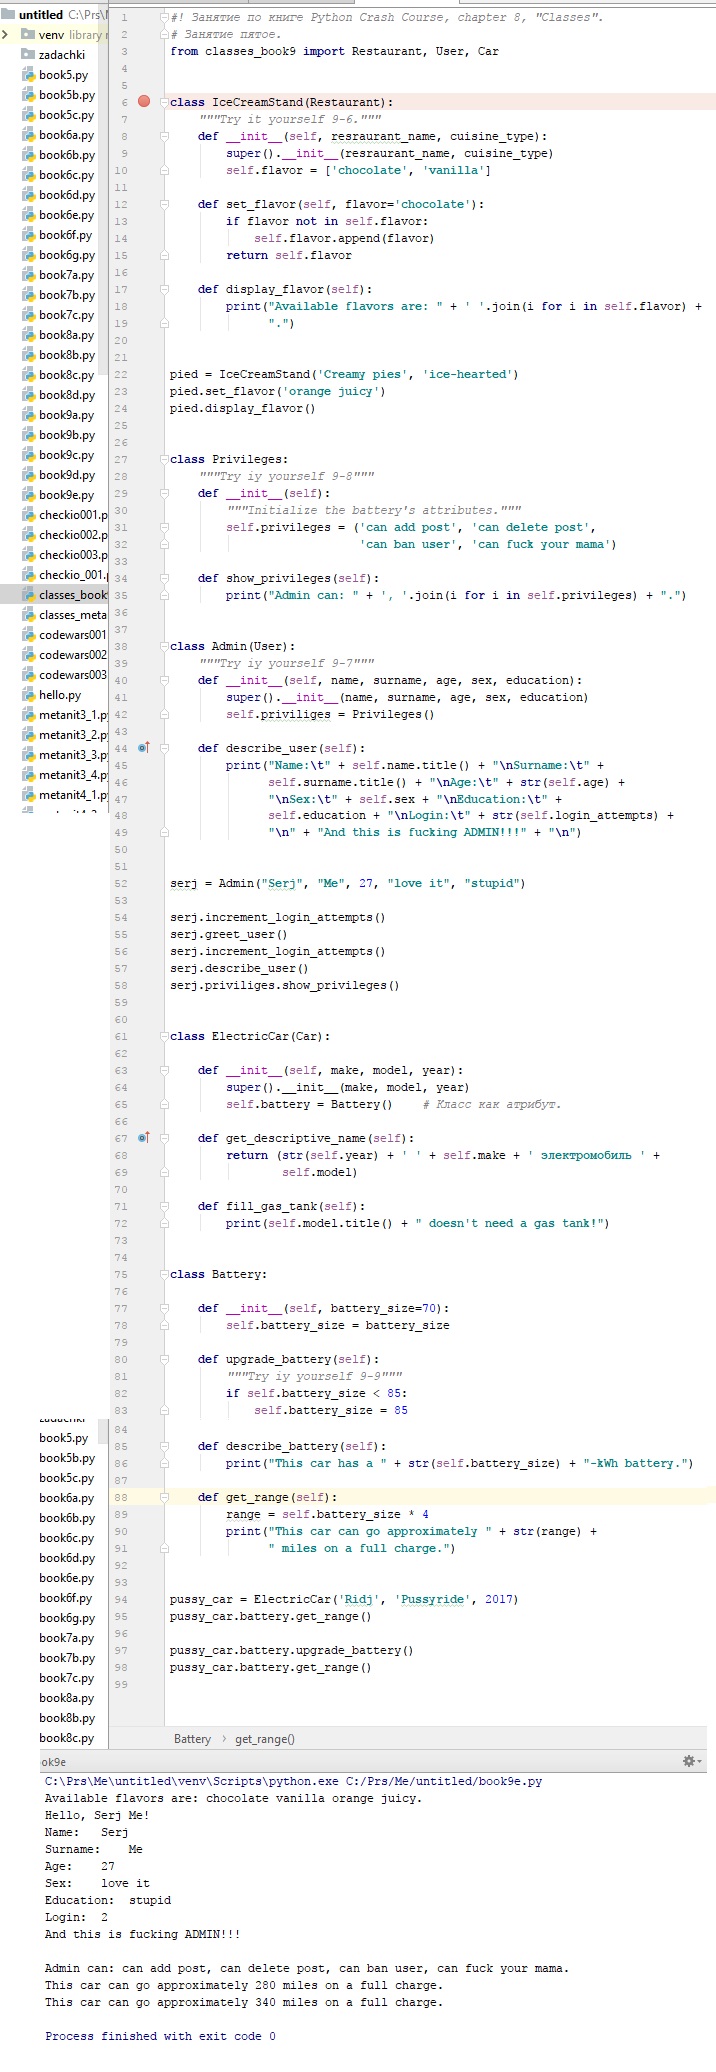 untitled C:\Prs\M
venv library r
zadachki
book5.py
book5b.py
book5c.py
book6a.py
book6b.py
book6c.py
book6d.py
book6e.py
book6f.py
book6g.py
book7a.py
book7b.py
book7c.py
book8a.py
book8b.py
book8c.py
book8d.py
book9a.py
book9b.py
book9c.py
book9d.py
book9e.py
checkio001.p
checkio002.p
checkio003.p
checkio_001.
classes_book
classes_meta
codewars001
codewars002
codewars003
hello.py
metanit3_1.p
metanit3_2.p
metanit3_3.p
metanit3_4.p
metanit4_1.p
1 #! Занятие по книге Python Crash Course, chapter 8, "Classes".
2 # Занятие пятое.
3 from classes_book9 import Restaurant, User, Car
4
5
6 class IceCreamStand(Restaurant):
7 """Try it yourself 9-6."""
8 def __init__(self, resraurant_name, cuisine_type):
9 super().__init__(resraurant_name, cuisine_type)
10 self.flavor = ['chocolate', 'vanilla']
11
12 def set_flavor(self, flavor='chocolate'):
13 if flavor not in self.flavor:
14 self.flavor.append(flavor)
15 return self.flavor
16
17 def display_flavor(self):
18 print("Available flavors are: " + ' '.join(i for i in self.flavor) +
19 ".")
20
21
22 pied = IceCreamStand('Creamy pies', 'ice-hearted')
23 pied.set_flavor('orange juicy')
24 pied.display_flavor()
25
26
27 class Privileges:
28 """Try iy yourself 9-8"""
29 def __init__(self):
30 """Initialize the battery's attributes."""
31 self.privileges = ('can add post', 'can delete post',
32 'can ban user', 'can fuck your mama')
33
34 def show_privileges(self):
35 print("Admin can: " + ', '.join(i for i in self.privileges) + ".")
36
37
38 class Admin(User):
39 """Try iy yourself 9-7"""
40 def __init__(self, name, surname, age, sex, education):
41 super().__init__(name, surname, age, sex, education)
42 self.priviliges = Privileges()
43
44 def describe_user(self):
45 print("Name:\t" + self.name.title() + "\nSurname:\t" +
46 self.surname.title() + "\nAge:\t" + str(self.age) +
47 "\nSex:\t" + self.sex + "\nEducation:\t" +
48 self.education + "\nLogin:\t" + str(self.login_attempts) +
49 "\n" + "And this is fucking ADMIN!!!" + "\n")
50
51
52 serj = Admin("Serj", "Me", 27, "love it", "stupid")
53
54 serj.increment_login_attempts()
55 serj.greet_user()
56 serj.increment_login_attempts()
57 serj.describe_user()
58 serj.priviliges.show_privileges()
59
60
61 class ElectricCar(Car):
62
63 def __init__(self, make, model, year):
64 super().__init__(make, model, year)
65 self.battery = Battery() # Класс как атрибут.
66
67 def get_descriptive_name(self):
68 return (str(self.year) + ' ' + self.make + ' электромобиль ' +
69 self.model)
70
71 def fill_gas_tank(self):
72 print(self.model.title() + " doesn't need a gas tank!")
73
74
75 class Battery:
76
77 def __init__(self, battery_size=70):
78 self.battery_size = battery_size
79
80 def upgrade_battery(self):
81 """Try iy yourself 9-9"""
82 if self.battery_size < 85:
83 self.battery_size = 85
84
85 def describe_battery(self):
86 print("This car has a " + str(self.battery_size) + "-kWh battery.")
87
88 def get_range(self):
89 range = self.battery_size * 4
90 print("This car can go approximately " + str(range) +
91 " miles on a full charge.")
92
93
94 pussy_car = ElectricCar('Ridj', 'Pussyride', 2017)
95 pussy_car.battery.get_range()
96
97 pussy_car.battery.upgrade_battery()
98 pussy_car.battery.get_range()
99
zadachki
book5.py
book5b.py
book5c.py
book6a.py
book6b.py
book6c.py
book6d.py
book6e.py
book6f.py
book6g.py
book7a.py
book7b.py
book7c.py
book8a.py
book8b.py
book8c.py
Battery > get_range()
ok9e
C:\Prs\Me\untitled\venv\Scripts\python.exe C:/Prs/Me/untitled/book9e.py
Available flavors are: chocolate vanilla orange juicy.
Hello, Serj Me!
Name: Serj
Surname: Me
Age: 27
Sex: love it
Education: stupid
Login: 2
And this is fucking ADMIN!!!
Admin can: can add post, can delete post, can ban user, can fuck your mama.
This car can go approximately 280 miles on a full charge.
This car can go approximately 340 miles on a full charge.
Process finished with exit code 0